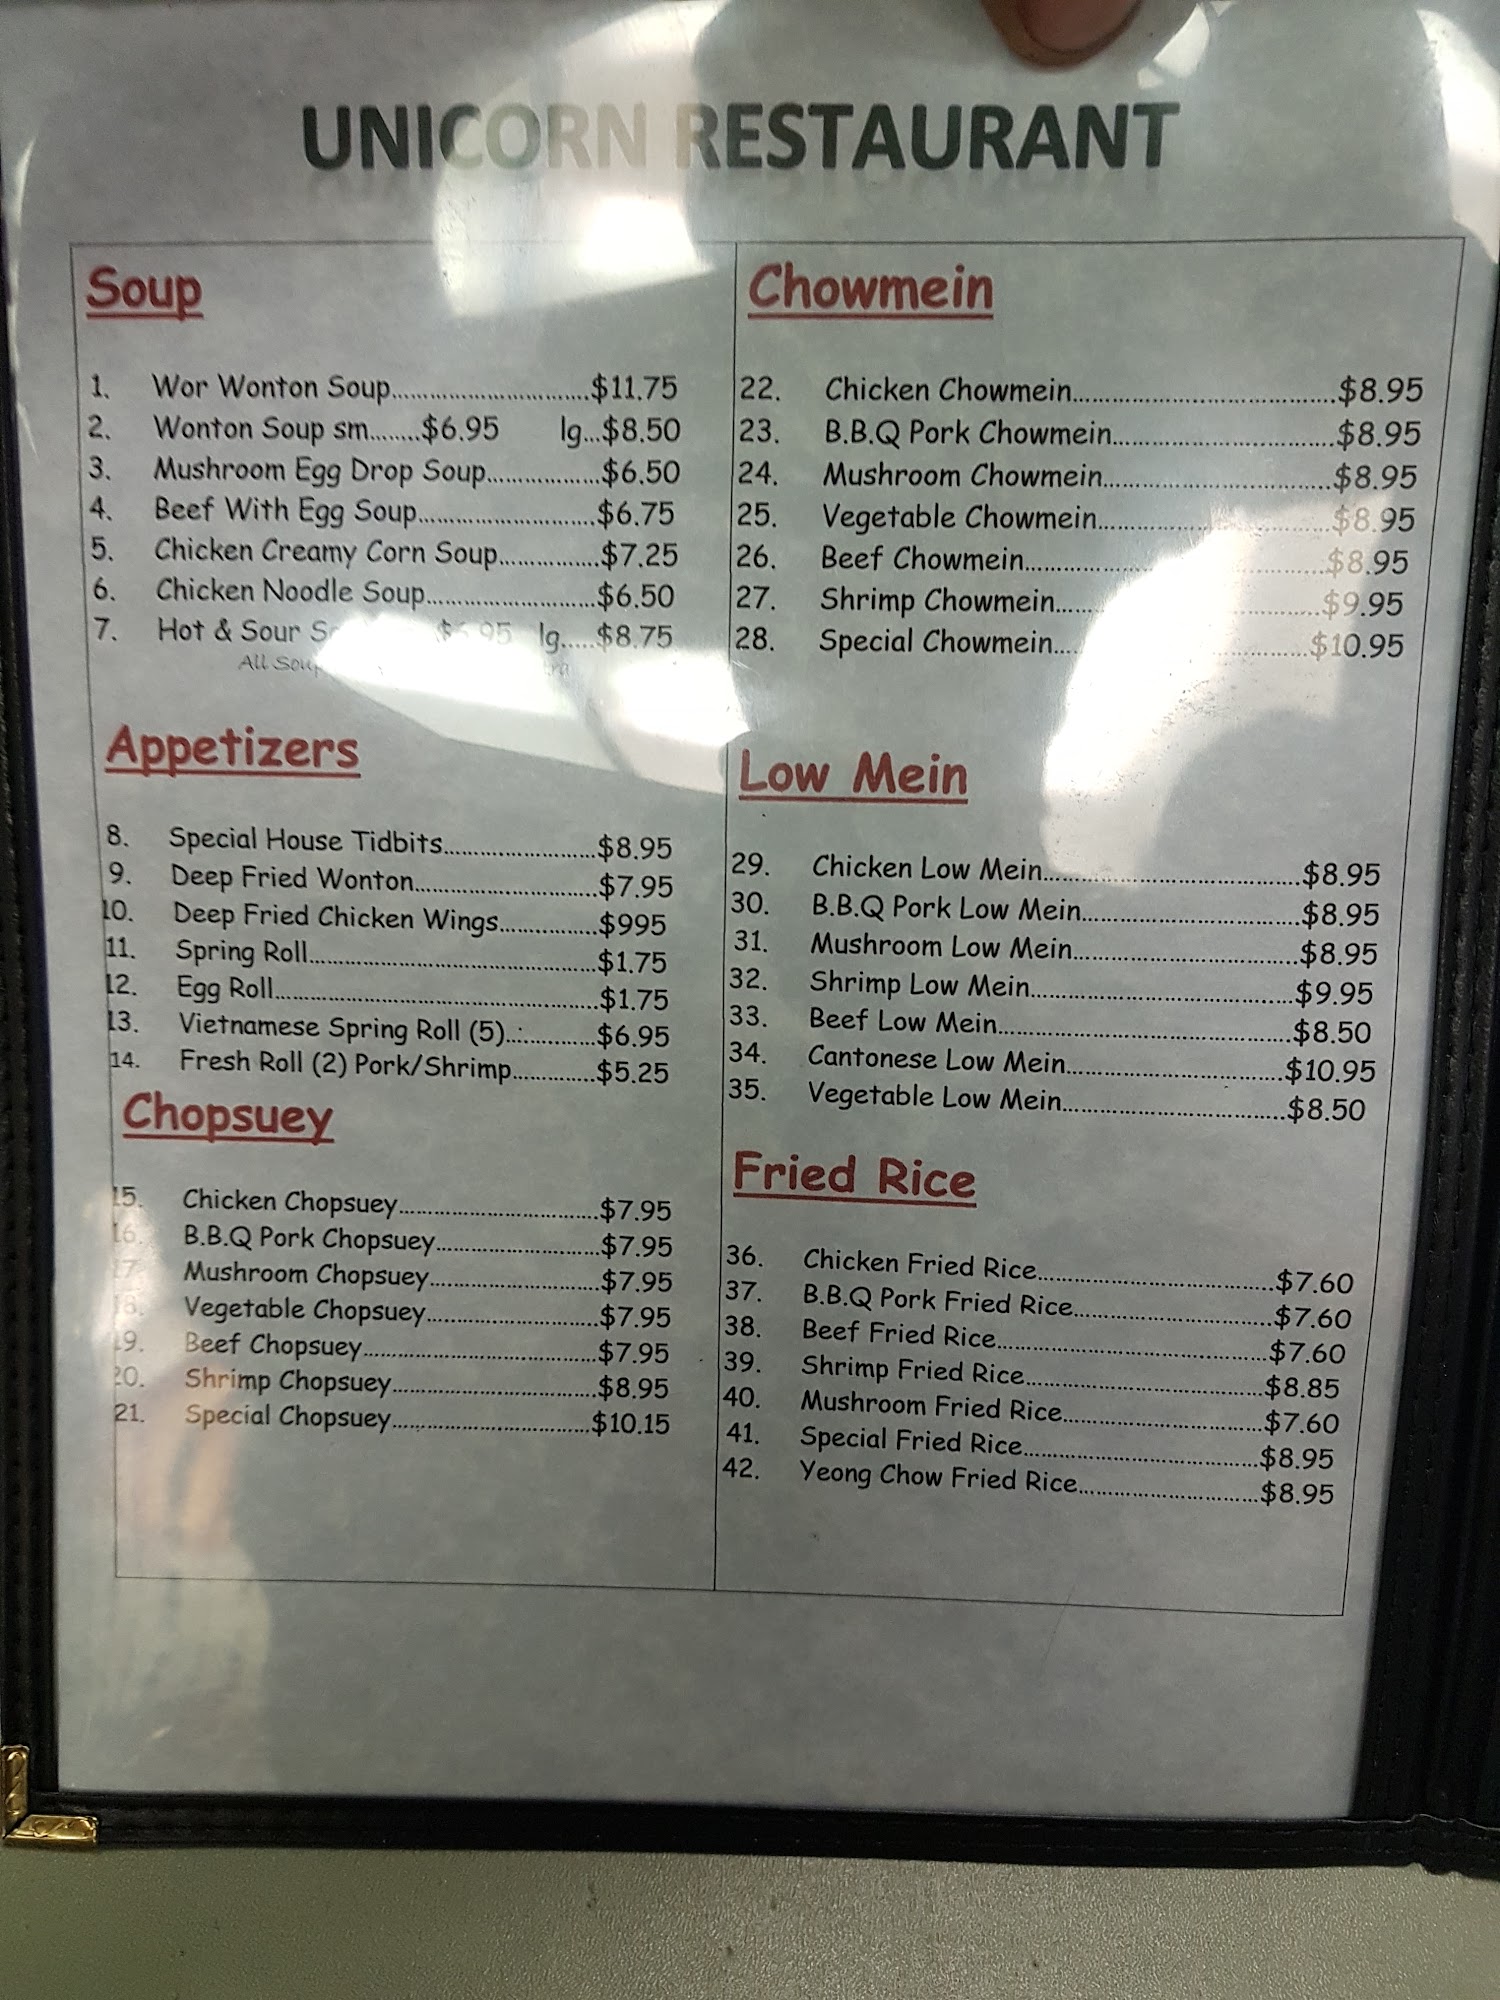 UNICORN RESTAURANT
Soup
1. Wor Wonton Soup..............................$11.75
2. Wonton Soup sm........$6.95 lg...$8.50
3. Mushroom Egg Drop Soup..................$6.50
4. Beef With Egg Soup............................$6.75
5. Chicken Creamy Corn Soup................$7.25
6. Chicken Noodle Soup..........................$6.50
7. Hot & Sour $6.95 lg.....$8.75
All
Appetizers
8. Special House Tidbits........................$8.95
9. Deep Fried Wonton.............................$7.95
10. Deep Fried Chicken Wings...............$995
11. Spring Roll.............................................$1.75
12. Egg Roll...................................................$1.75
13. Vietnamese Spring Roll (5)..:...........$6.95
14. Fresh Roll (2) Pork/Shrimp.............$5.25
Chopsuey
15. Chicken Chopsuey...............................$7.95
16. B.B.Q Pork Chopsuey.........................$7.95
17. Mushroom Chopsuey..........................$7.95
18. Vegetable Chopsuey..........................$7.95
19. Beef Chopsuey....................................$7.95
20. Shrimp Chopsuey...............................$8.95
21. Special Chopsuey...............................$10.15
Chowmein
22. Chicken Chowmein.....................................$8.95
23. B.B.Q Pork Chowmein...............................$8.95
24. Mushroom Chowmein................................$8.95
25. Vegetable Chowmein................................$8.95
26. Beef Chowmein..........................................$8.95
27. Shrimp Chowmein.....................................$9.95
28. Special Chowmein....................................$10.95
Low Mein
29. Chicken Low Mein.....................................$8.95
30. B.B.Q Pork Low Mein...............................$8.95
31. Mushroom Low Mein................................$8.95
32. Shrimp Low Mein.....................................$9.95
33. Beef Low Mein..........................................$8.50
34. Cantonese Low Mein...............................$10.95
35. Vegetable Low Mein................................$8.50
Fried Rice
36. Chicken Fried Rice.................................$7.60
37. B.B.Q Pork Fried Rice............................$7.60
38. Beef Fried Rice......................................$7.60
39. Shrimp Fried Rice.................................$8.85
40. Mushroom Fried Rice............................$7.60
41. Special Fried Rice.................................$8.95
42. Yeong Chow Fried Rice.........................$8.95